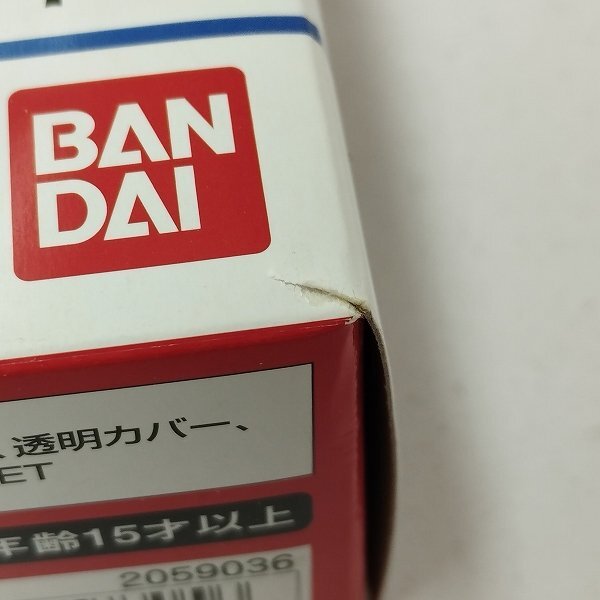 BAN
DAI
透明カバー、
ET
年齢15才以上
2059036